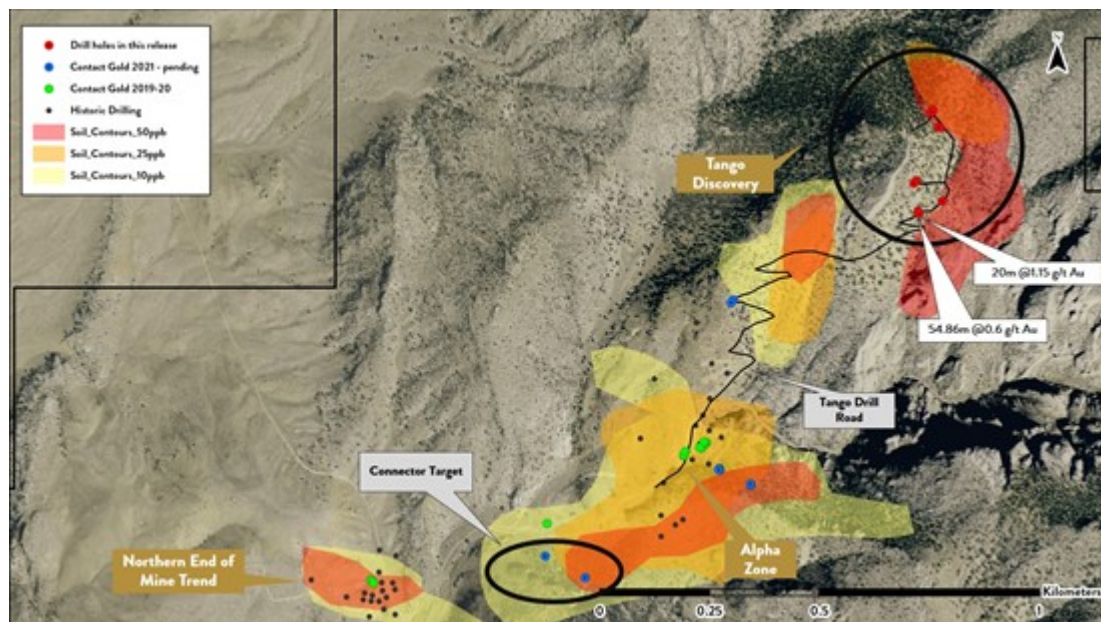 Drill holes in this release
Contact Gold 2021 - pending
Contact Gold 2019-20
Historic Drilling
Soil_Contours_50ppb
Soil_Contours_25ppb
Soil_Contours_10ppb
Tango
Discovery
20m @1.15 g/t Au
54.86m @0.6 g/t Au
Tango Drill
Road
Connector Target
Northern End of
Mine Trend
Alpha
Zone
Kilometers
0
0.25
0.5
1